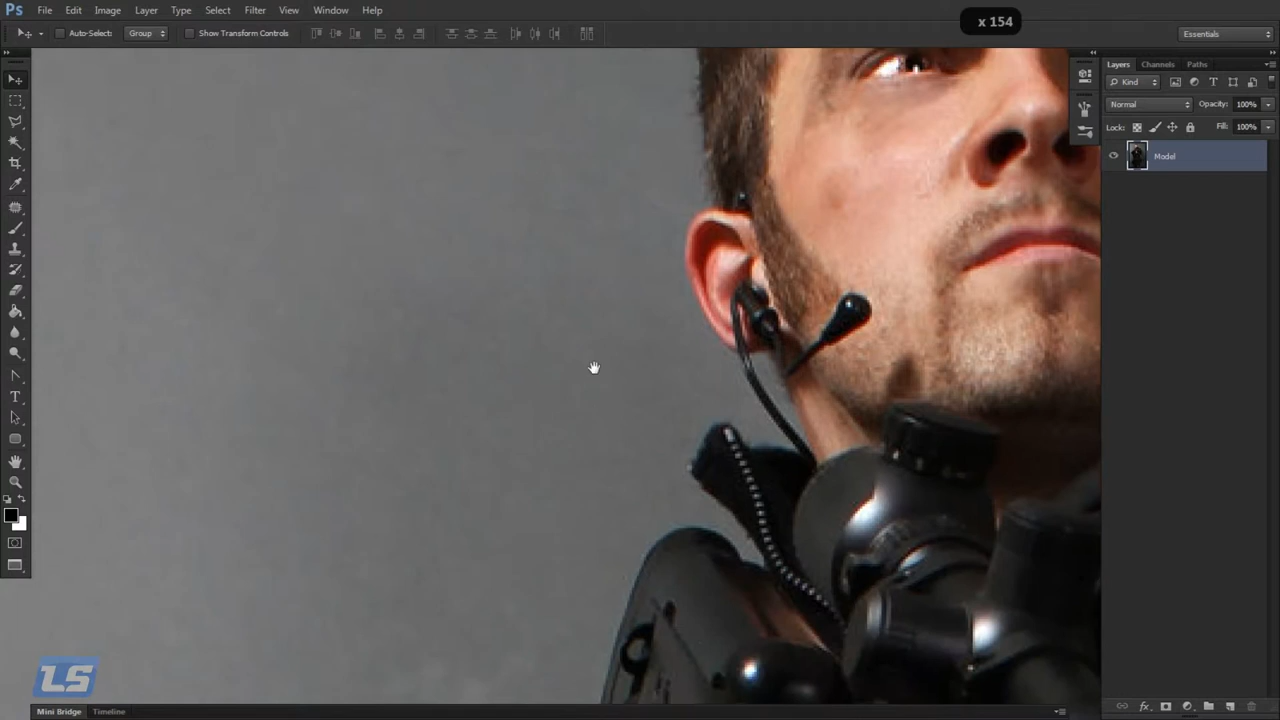 Ps File Edit Image Layer Type Select Filter View Window Help
x 154
Auto-Select: Group Show Transform Controls Essentials
Layers Channels Paths
Kind
Normal Opacity: 100%
Lock: Fill: 100%
Model
LS
Mini Bridge Timeline